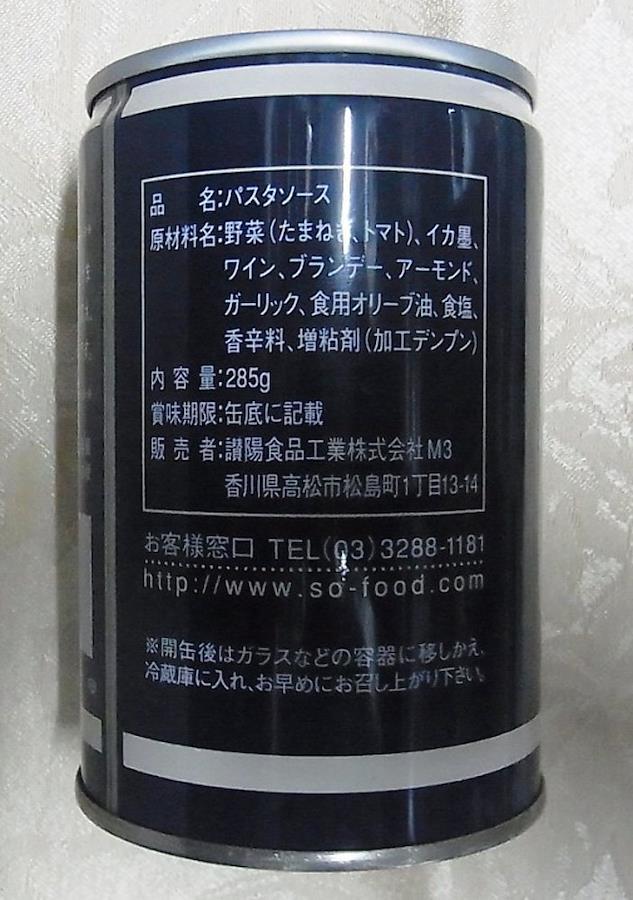 品 名:パスタソース
原材料名:野菜(たまねぎ、トマト)、イカ墨、
ワイン、ブランデー、アーモンド、
ガーリック、食用オリーブ油、食塩、
香辛料、増粘剤(加工デンプン)
内 容 量:285g
賞味期限:缶底に記載
販 売 者:讃陽食品工業株式会社M3
香川県高松市松島町1丁目13-14
お客様窓口 TEL(03)3288-1181
http://www.so-food.com
※開缶後はガラスなどの容器に移しかえ、
冷蔵庫に入れ、お早めにお召し上がり下さい。